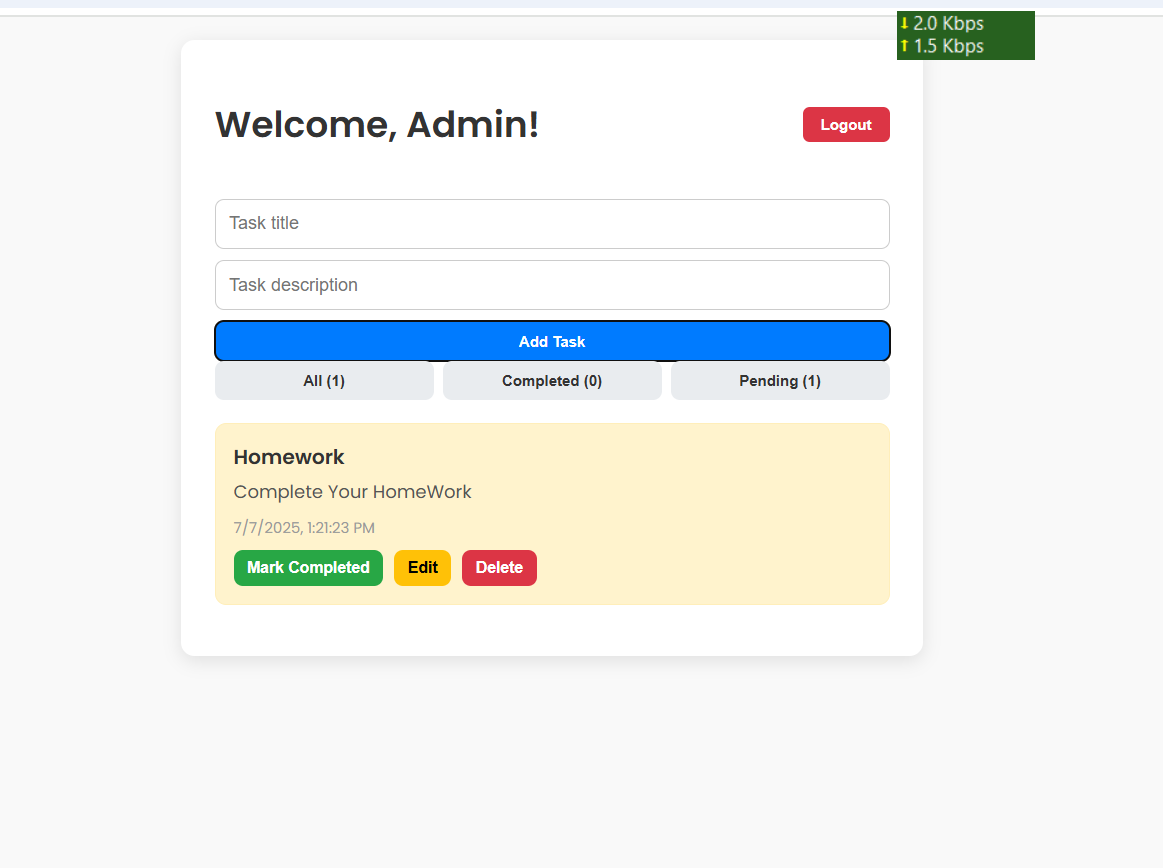 ↓ 2.0 Kbps
↑ 1.5 Kbps
Welcome, Admin!
Logout
Task title
Task description
Add Task
All (1) Completed (0) Pending (1)
Homework
Complete Your HomeWork
7/7/2025, 1:21:23 PM
Mark Completed Edit Delete